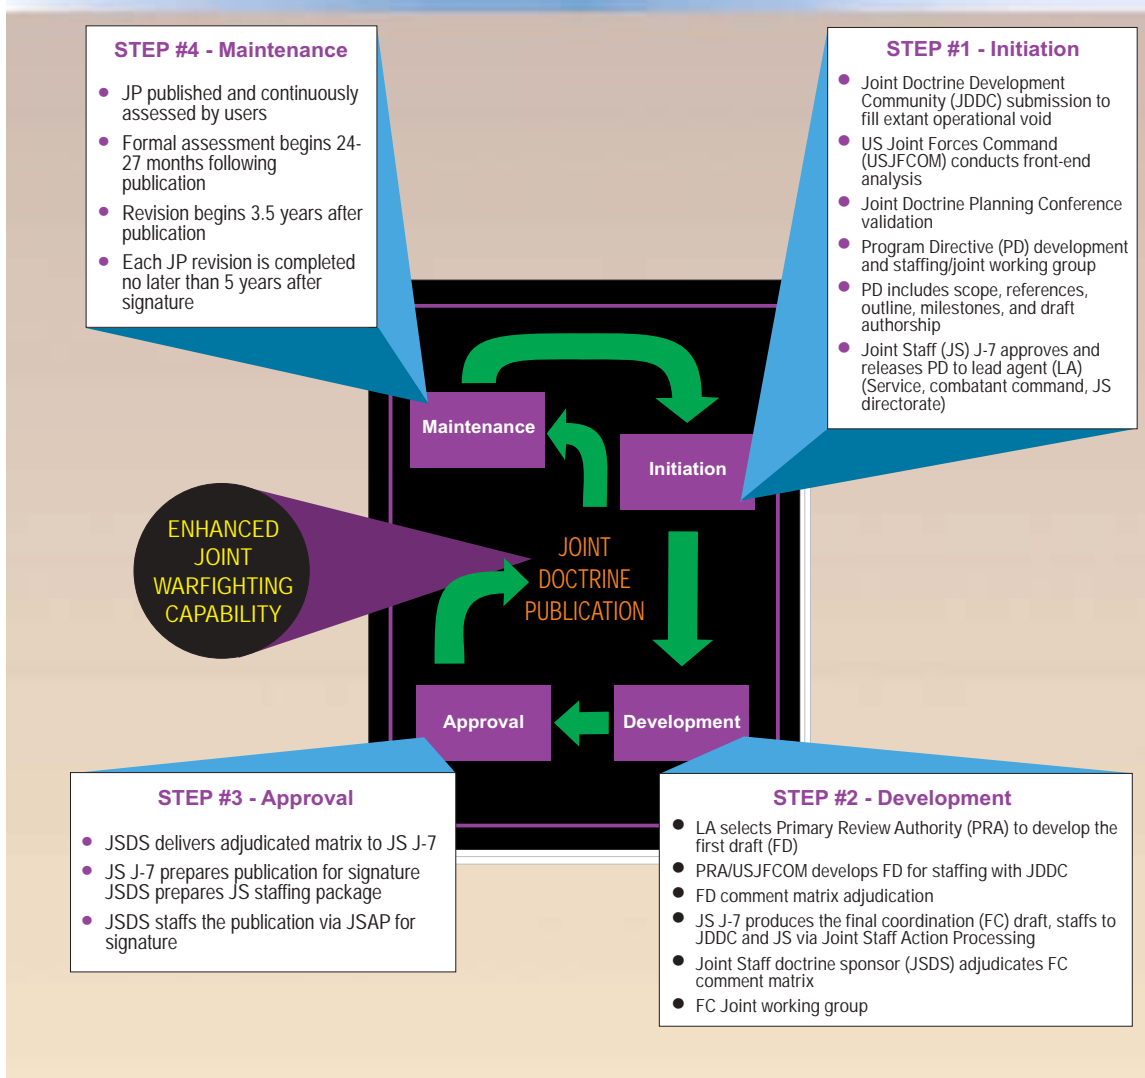 STEP #4 - Maintenance
• JP published and continuously
assessed by users
• Formal assessment begins 24-
27 months following
publication
• Revision begins 3.5 years after
publication
• Each JP revision is completed
no later than 5 years after
signature
STEP #1 - Initiation
• Joint Doctrine Development
Community (JDDC) submission to
fill extant operational void
• US Joint Forces Command
(USJFCOM) conducts front-end
analysis
• Joint Doctrine Planning Conference
validation
• Program Directive (PD) development
and staffing/joint working group
• PD includes scope, references,
outline, milestones, and draft
authorship
• Joint Staff (JS) J-7 approves and
releases PD to lead agent (LA)
(Service, combatant command, JS
directorate)
Maintenance
Initiation
ENHANCED
JOINT
WARFIGHTING
CAPABILITY
JOINT
DOCTRINE
PUBLICATION
Approval
Development
STEP #3 - Approval
• JSDS delivers adjudicated matrix to JS J-7
• JS J-7 prepares publication for signature
JSDS prepares JS staffing package
• JSDS staffs the publication via JSAP for
signature
STEP #2 - Development
• LA selects Primary Review Authority (PRA) to develop the
first draft (FD)
• PRA/USJFCOM develops FD for staffing with JDDC
• FD comment matrix adjudication
• JS J-7 produces the final coordination (FC) draft, staffs to
JDDC and JS via Joint Staff Action Processing
• Joint Staff doctrine sponsor (JSDS) adjudicates FC
comment matrix
• FC Joint working group